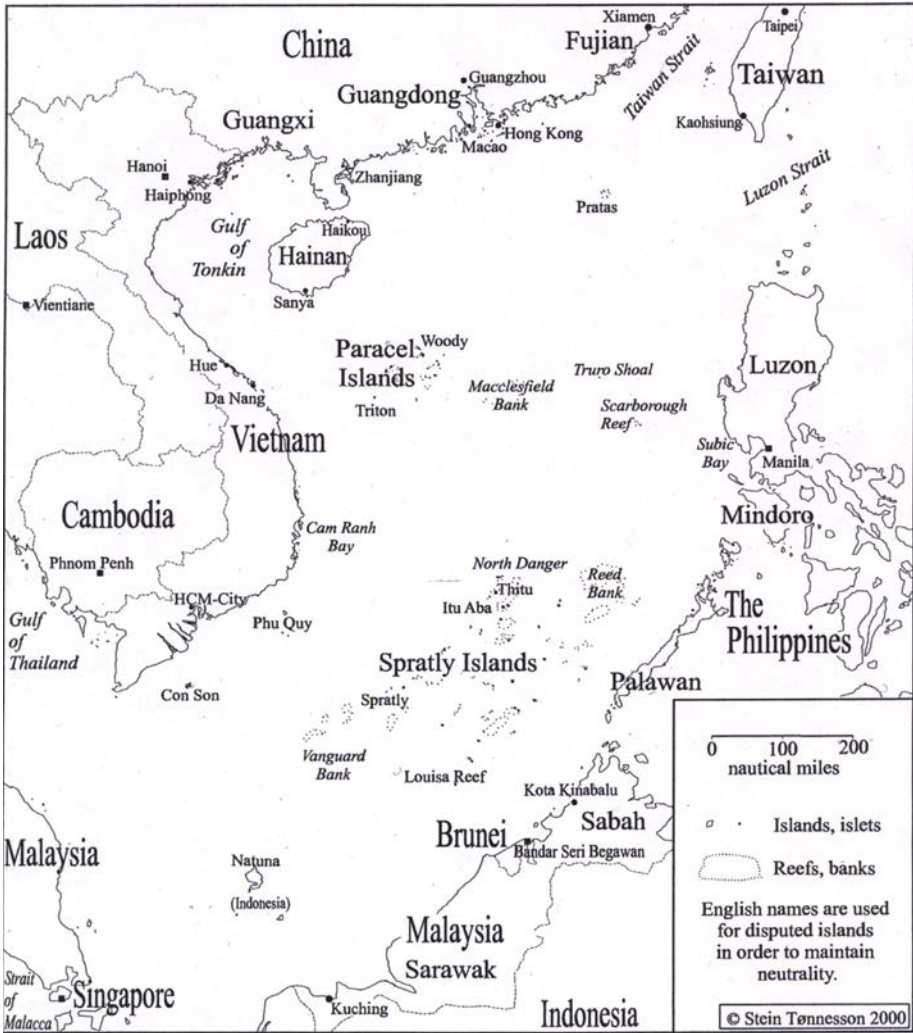 China
Xiamen
Fujian
Taipei
Taiwan Strait
Taiwan
Guangzhou
Guangdong
Guangxi
Kaohsiung
Hong Kong
Macao
Hanoi
Zhanjiang
Haiphong
Luzon Strait
Pratas
Gulf
of
Tonkin
Haikou
Hainan
Laos
Sanya
Vientiane
Woody
Paracel
Islands
Hue
Luzon
Truro Shoal
Macclesfield
Bank
Da Nang
Triton
Scarborough
Reef
Vietnam
Subic
Bay
Manila
Cambodia
Mindoro
Cam Ranh
Bay
Phnom Penh
North Danger
Reed
Bank
Thitu
HCM-City
Itu Aba
The
Philippines
Gulf
of
Thailand
Phu Quy
Spratly Islands
Palawan
Con Son
Spratly
Vanguard
Bank
Louisa Reef
0 100 200
nautical miles
Kota Kinabalu
Sabah
Islands, islets
Brunei
Bandar Seri Begawan
Malaysia
Natuna
(Indonesia)
Reefs, banks
English names are used
for disputed islands
in order to maintain
neutrality.
Malaysia
Sarawak
Strait
of
Malacca
Singapore
Kuching
Indonesia
© Stein Tønnesson 2000